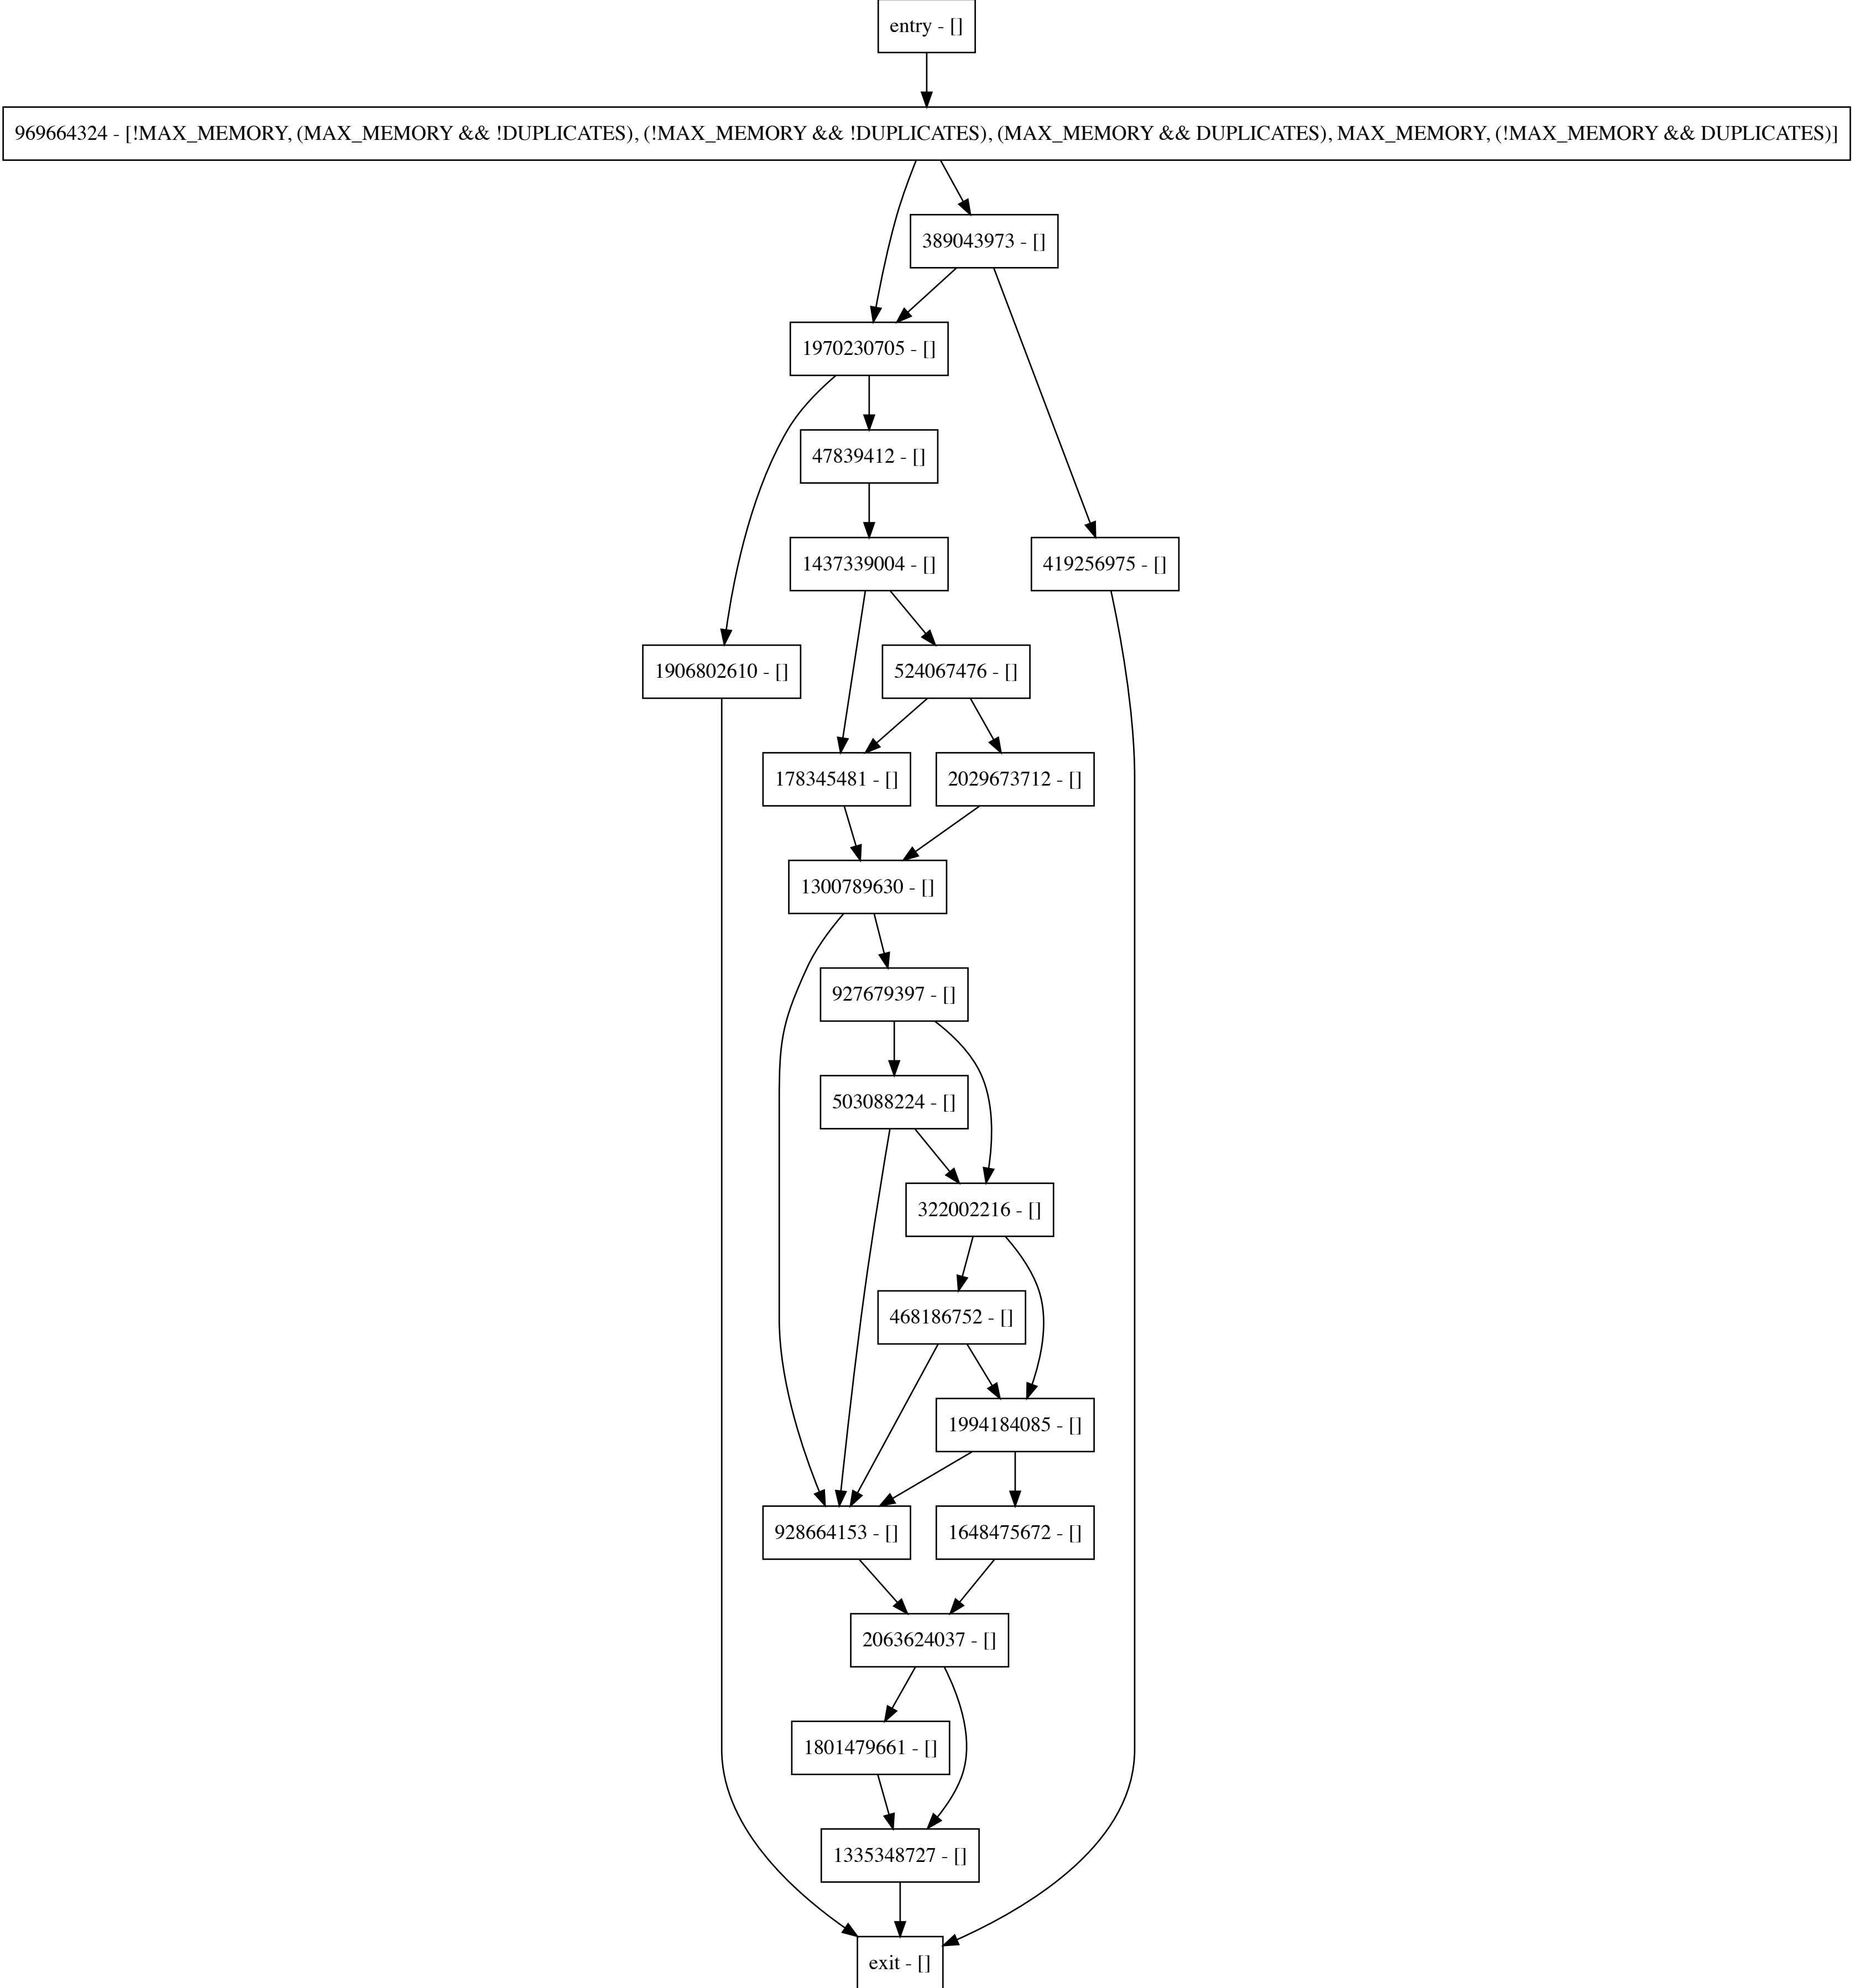 entry - []
969664324 - [!MAX_MEMORY, (MAX_MEMORY && !DUPLICATES), (!MAX_MEMORY && !DUPLICATES), (MAX_MEMORY && DUPLICATES), MAX_MEMORY, (!MAX_MEMORY && DUPLICATES)]
389043973 - []
1970230705 - []
47839412 - []
1437339004 - []
419256975 - []
1906802610 - []
524067476 - []
178345481 - []
2029673712 - []
1300789630 - []
927679397 - []
503088224 - []
322002216 - []
468186752 - []
1994184085 - []
928664153 - []
1648475672 - []
2063624037 - []
1801479661 - []
1335348727 - []
exit - []